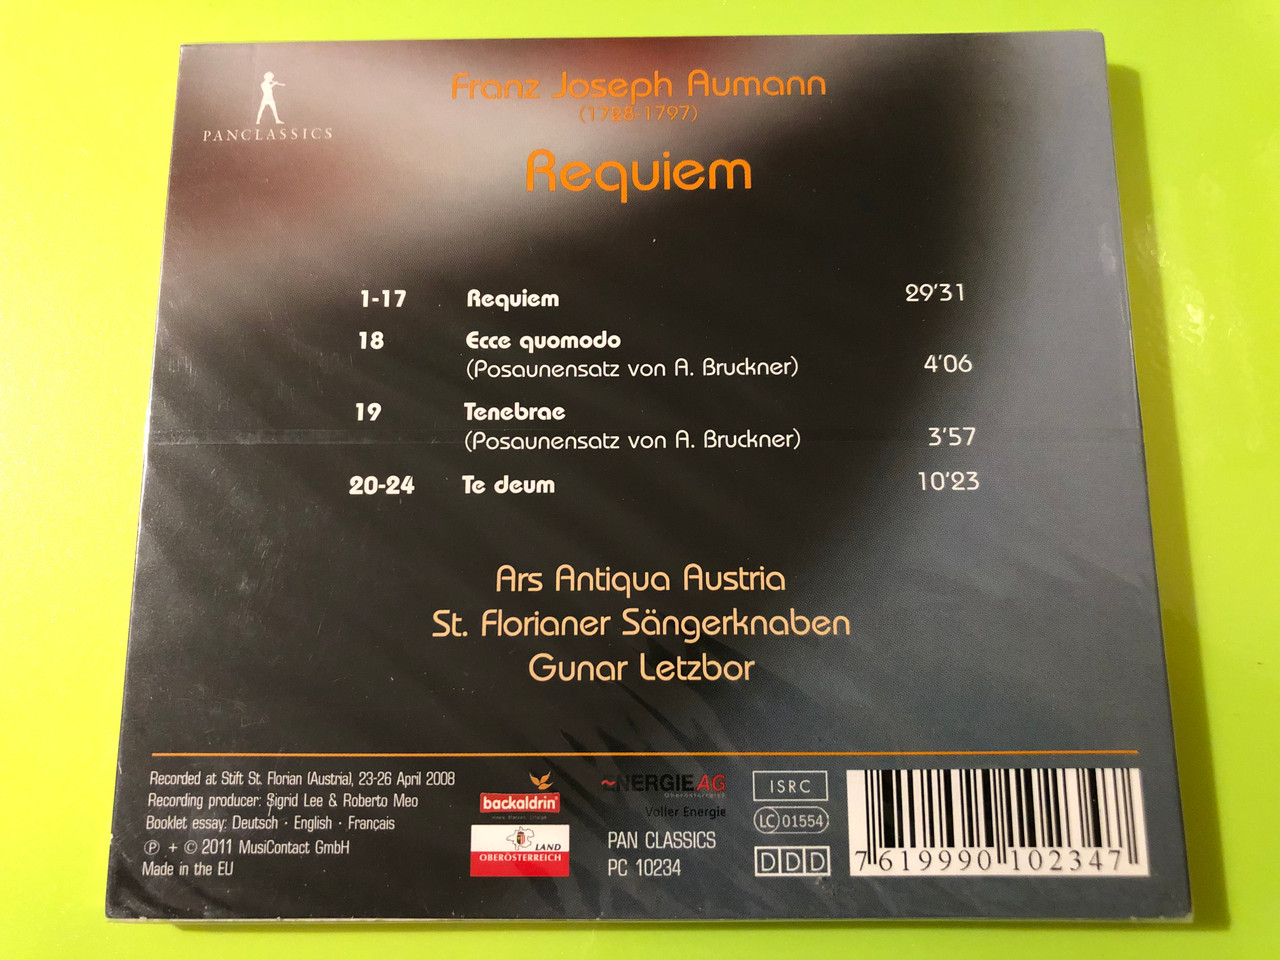 Franz Joseph Aumann
(1728-1797)
PANCLASSICS
Requiem
1-17 Requiem 29'31
18 Ecce quomodo
(Posaunensatz von A. Bruckner) 4'06
19 Tenebrae
(Posaunensatz von A. Bruckner) 3'57
20-24 Te deum 10'23
Ars Antiqua Austria
St. Florianer Sängerknaben
Gunar Letzbor
Recorded at Stift St. Florian (Austria), 23-26 April 2008
Recording producer: Sigrid Lee & Roberto Meo
Booklet essay: Deutsch · English · Français
℗ + © 2011 MusiContact GmbH
Made in the EU
backaldrin
LAND
OBERÖSTERREICH
ENERGIE AG
Oberösterreich
Voller Energie
PAN CLASSICS
PC 10234
ISRC
LC 01554
DDD
7 619990 102347